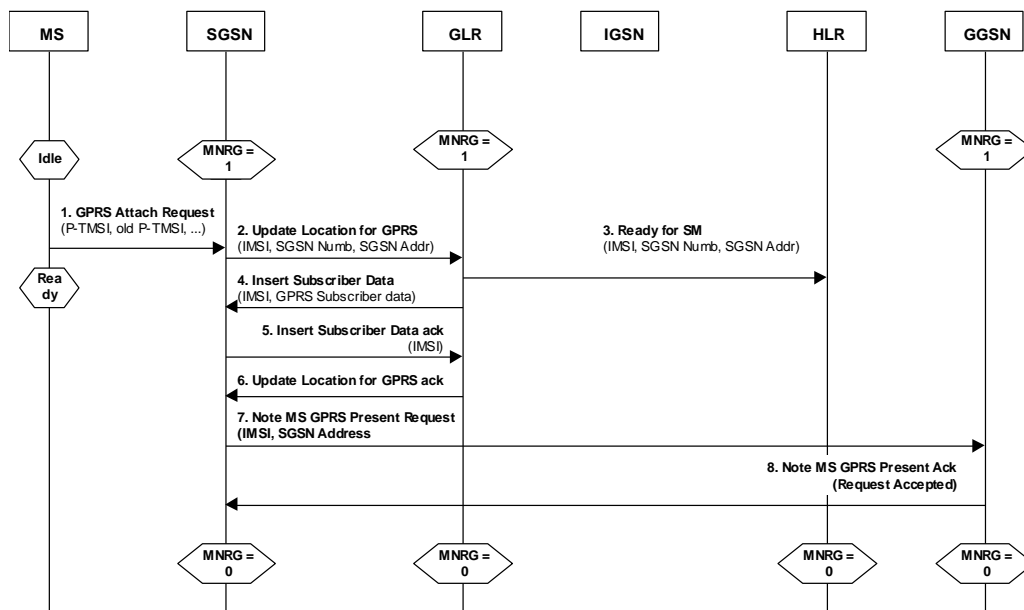 MS
SGSN
GLR
IGSN
HLR
GGSN
Idle
MNRG =
1
MNRG =
1
MNRG =
1
1. GPRS Attach Request
(P-TMSI, old P-TMSI, ...)
2. Update Location for GPRS
(IMSI, SGSN Numb, SGSN Addr)
3. Ready for SM
(IMSI, SGSN Numb, SGSN Addr)
Rea
dy
4. Insert Subscriber Data
(IMSI, GPRS Subscriber data)
5. Insert Subscriber Data ack
(IMSI)
6. Update Location for GPRS ack
7. Note MS GPRS Present Request
(IMSI, SGSN Address
8. Note MS GPRS Present Ack
(Request Accepted)
MNRG =
0
MNRG =
0
MNRG =
0
MNRG =
0